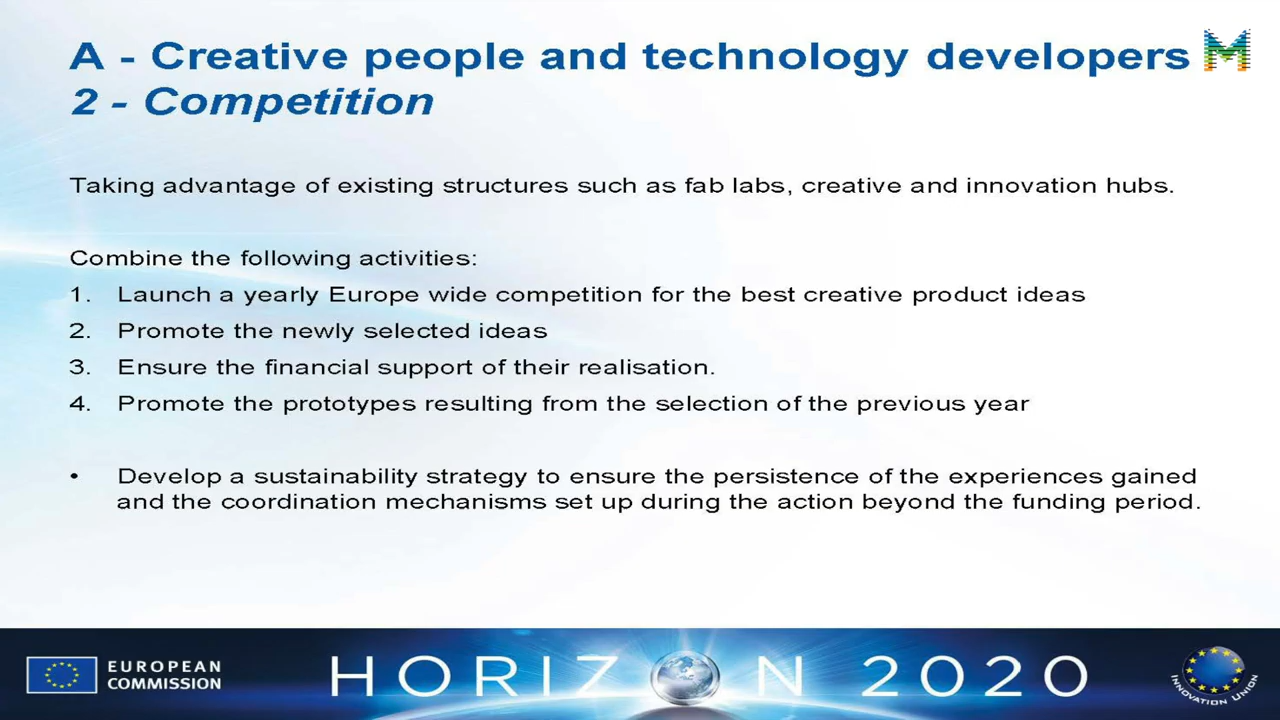 A - Creative people and technology developers
2 - Competition
Taking advantage of existing structures such as fab labs, creative and innovation hubs.
Combine the following activities:
1. Launch a yearly Europe wide competition for the best creative product ideas
2. Promote the newly selected ideas
3. Ensure the financial support of their realisation.
4. Promote the prototypes resulting from the selection of the previous year
• Develop a sustainability strategy to ensure the persistence of the experiences gained
and the coordination mechanisms set up during the action beyond the funding period.
EUROPEAN
COMMISSION
HORIZON 2020
INNOVATION UNION
M